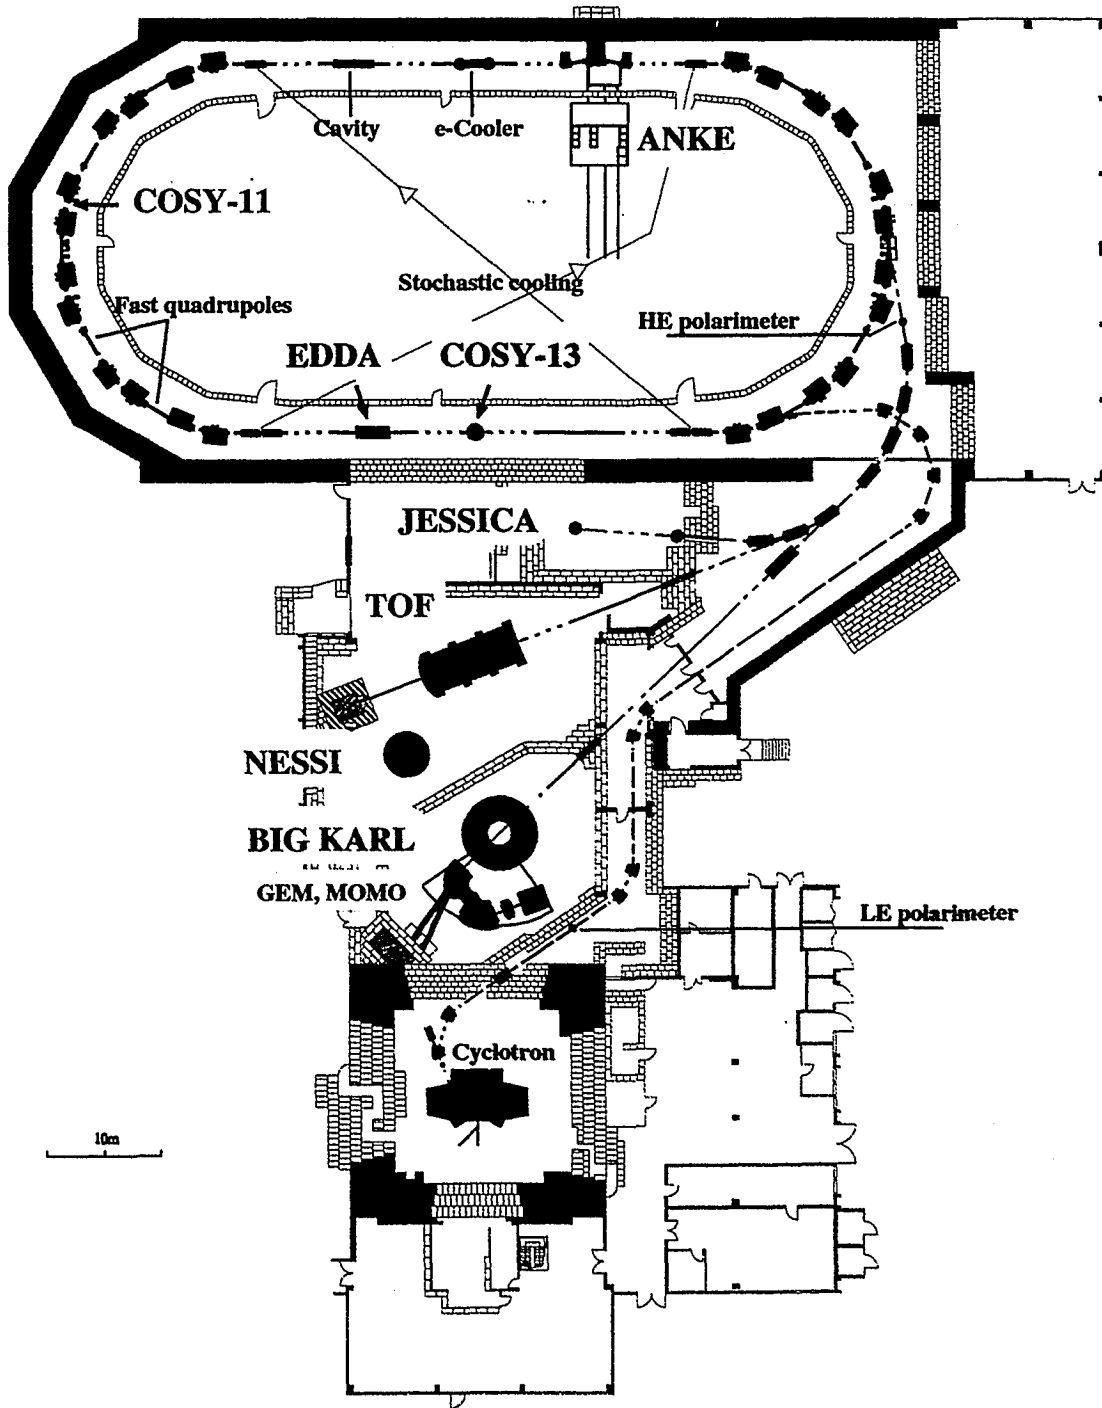 Cavity
e-Cooler
ANKE
COSY-11
Stochastic cooling
Fast quadrupoles
HE polarimeter
EDDA
COSY-13
JESSICA
TOF
NESSI
BIG KARL
GEM, MOMO
LE polarimeter
Cyclotron
10m